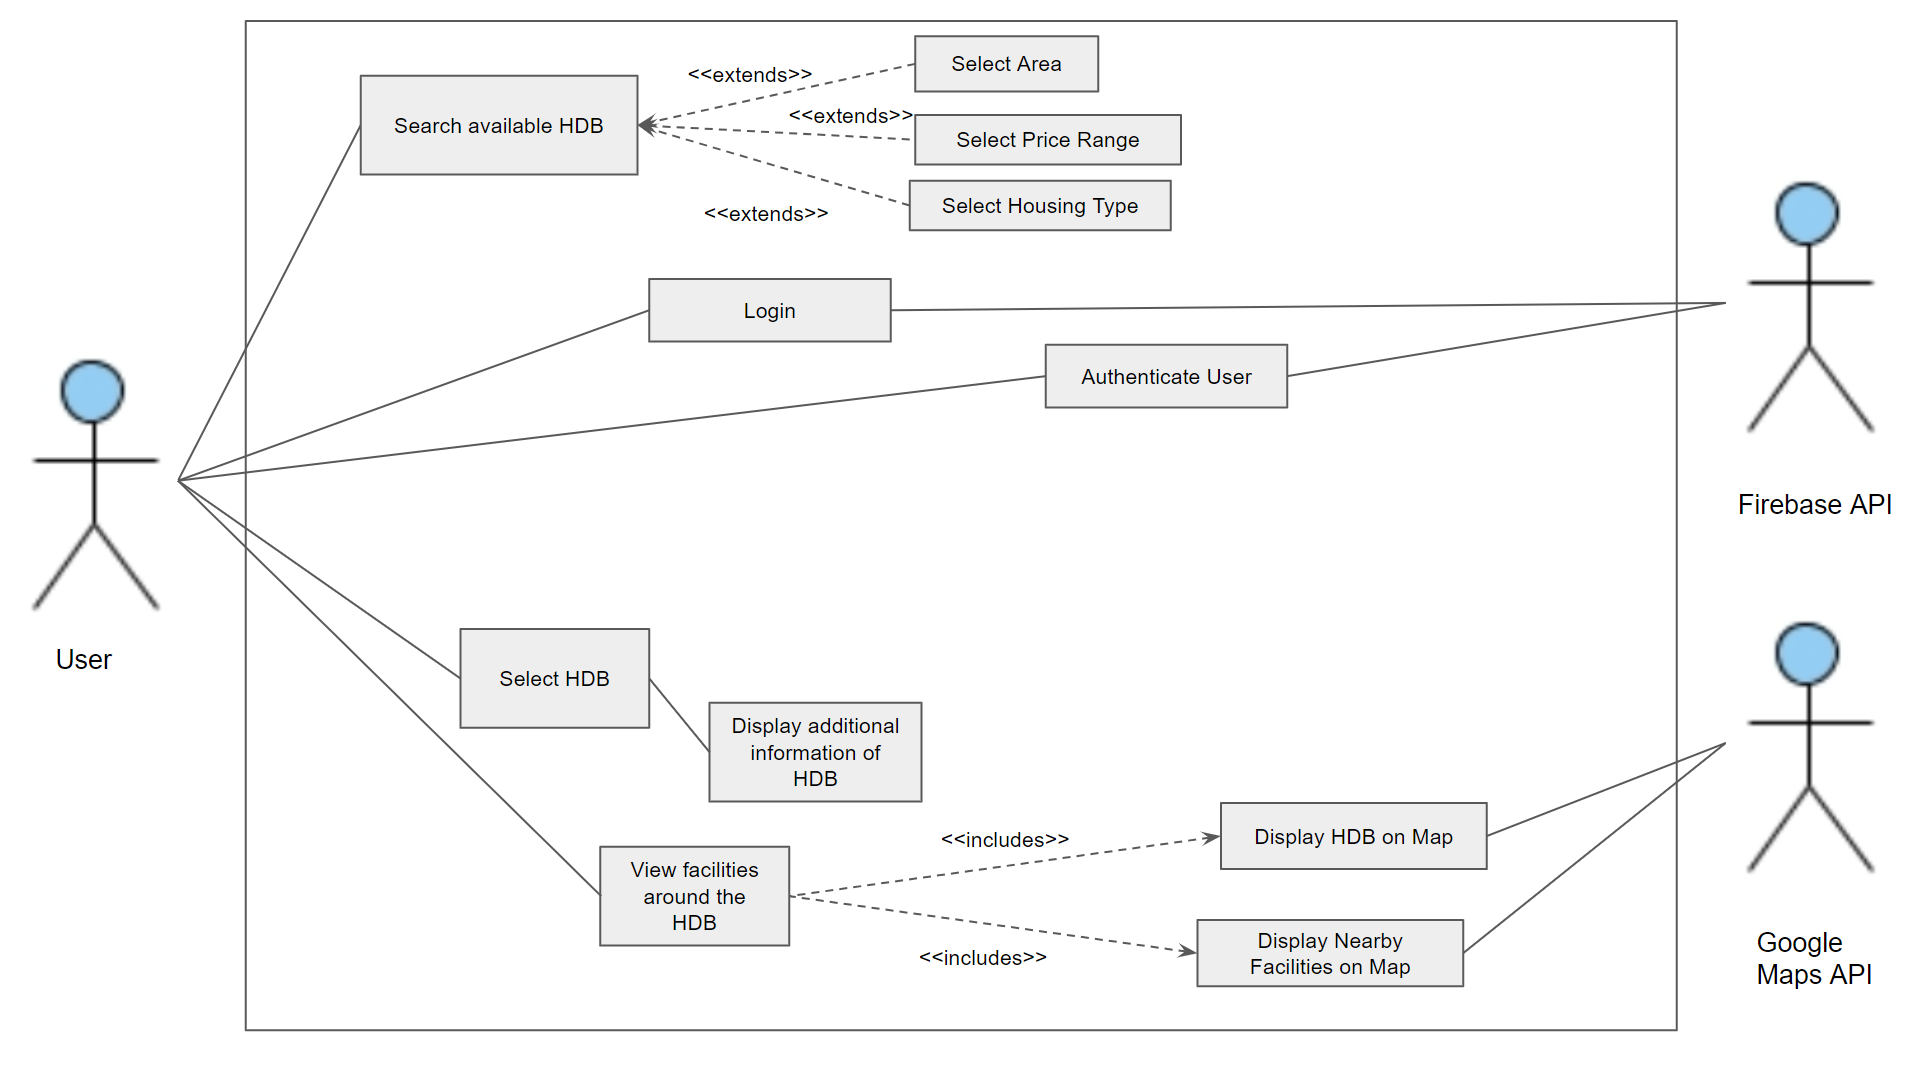 Select Area
<<extends>>
Search available HDB
<<extends>>
Select Price Range
Select Housing Type
<<extends>>
Login
Authenticate User
Firebase API
User
Select HDB
Display additional
information of
HDB
<<includes>>
Display HDB on Map
View facilities
around the
HDB
<<includes>>
Display Nearby
Facilities on Map
Google
Maps API